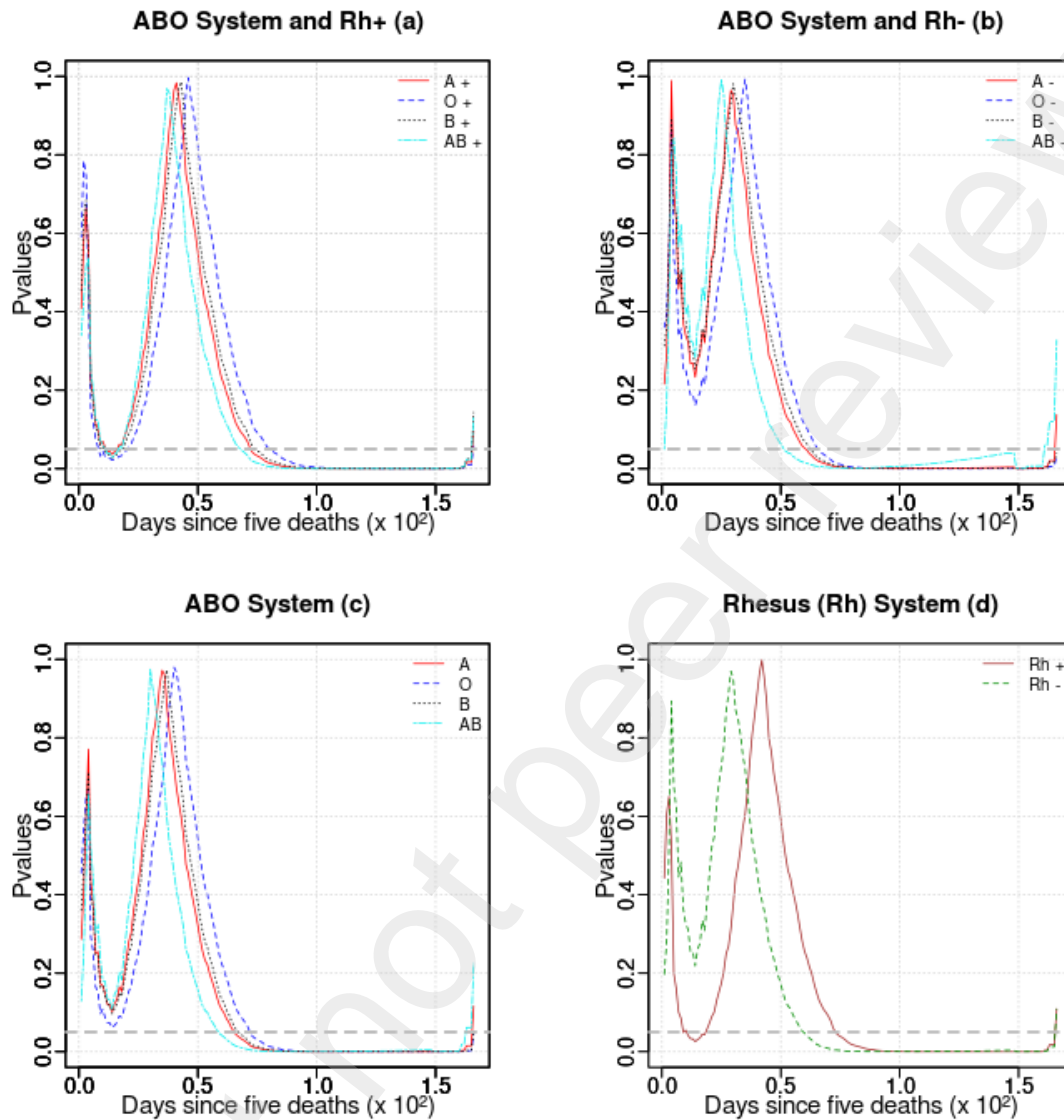 ABO System and Rh+ (a)
Pvalues
0.0 0.2 0.4 0.6 0.8 1.0
A +
O +
B +
AB +
0.0 0.5 1.0 1.5
Days since five deaths (x 10²)
ABO System and Rh- (b)
Pvalues
0.0 0.2 0.4 0.6 0.8 1.0
A -
O -
B -
AB -
0.0 0.5 1.0 1.5
Days since five deaths (x 10²)
ABO System (c)
Pvalues
0.0 0.2 0.4 0.6 0.8 1.0
A
O
B
AB
0.0 0.5 1.0 1.5
Days since five deaths (x 10²)
Rhesus (Rh) System (d)
Pvalues
0.0 0.2 0.4 0.6 0.8 1.0
Rh +
Rh -
0.0 0.5 1.0 1.5
Days since five deaths (x 10²)
not peer review